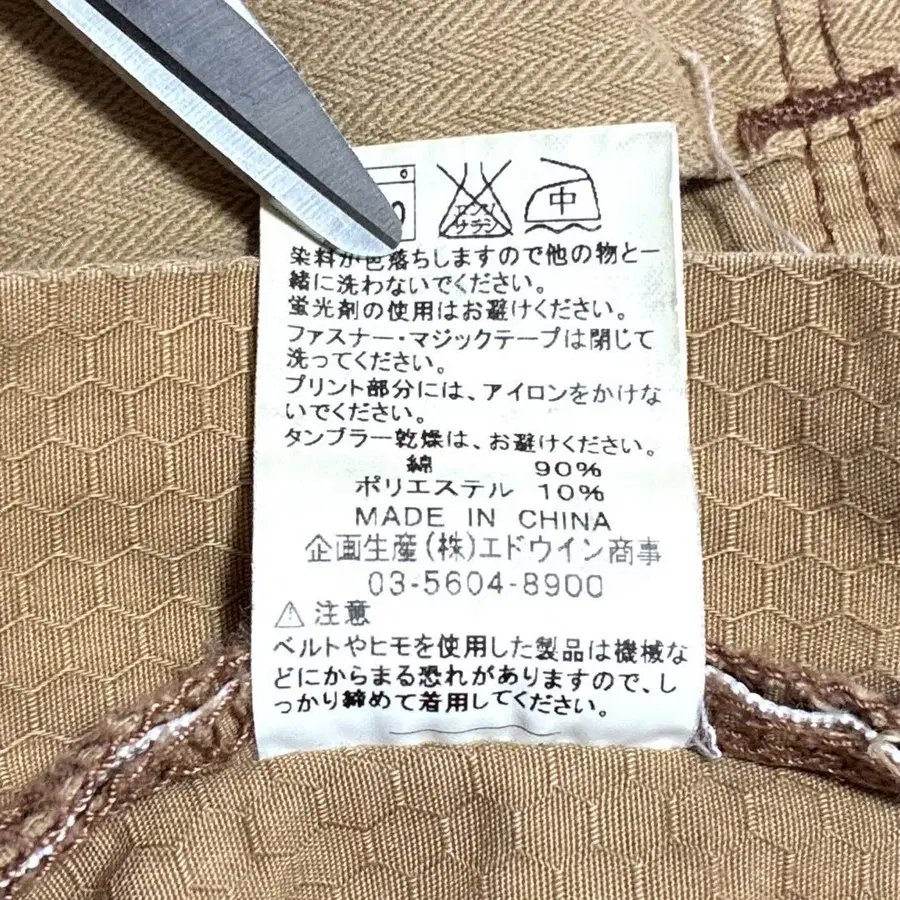 エンソ
サラシ
中
染料が色落ちしますので他の物と一
緒に洗わないでください。
蛍光剤の使用はお避けください。
ファスナー・マジックテープは閉じて
洗ってください。
プリント部分には、アイロンをかけな
いでください。
タンブラー乾燥は、お避けください。
綿 90%
ポリエステル 10%
MADE IN CHINA
企画生産(株)エドウイン商事
03-5604-8900
⚠注意
ベルトやヒモを使用した製品は機械な
どにからまる恐れがありますので、し
っかり締めて着用してください。